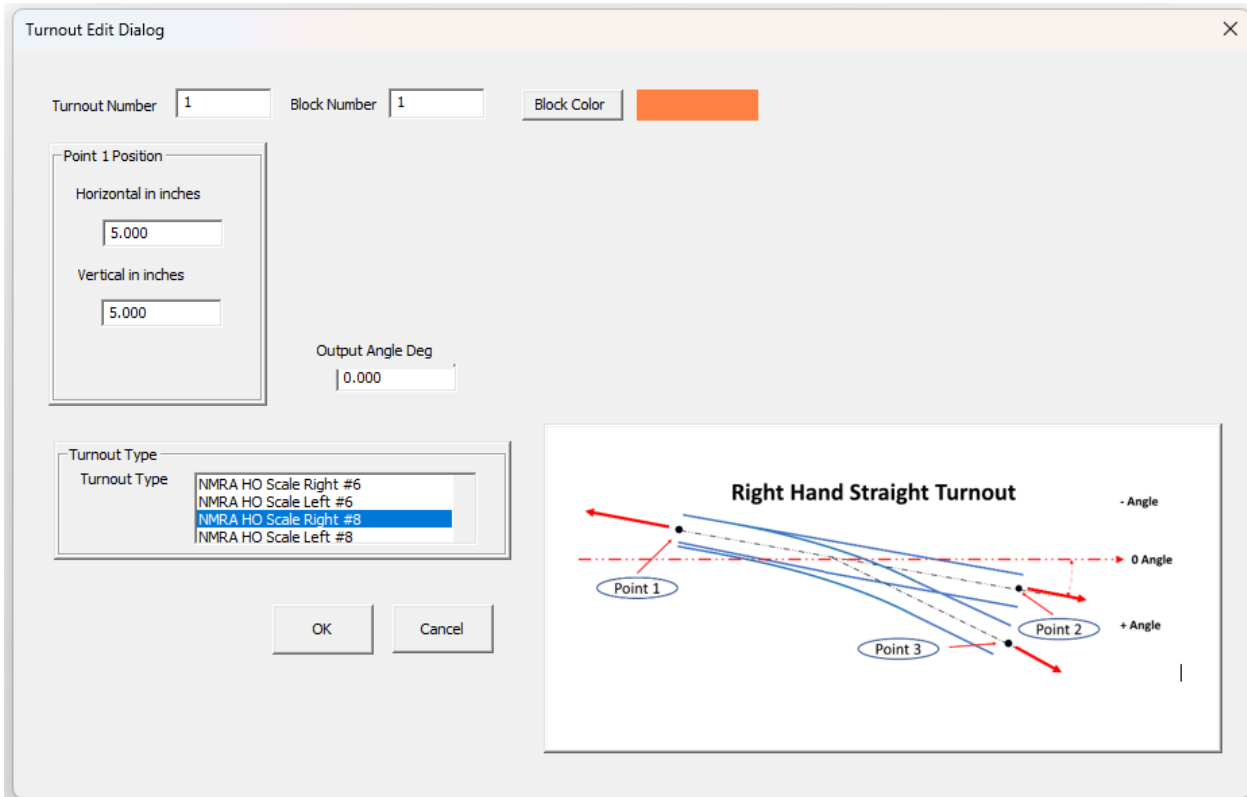 Turnout Edit Dialog
Turnout Number 1 Block Number 1 Block Color
Point 1 Position
Horizontal in inches
5.000
Vertical in inches
5.000
Output Angle Deg
0.000
Turnout Type
Turnout Type
NMRA HO Scale Right #6
NMRA HO Scale Left #6
NMRA HO Scale Right #8
NMRA HO Scale Left #8
OK Cancel
Right Hand Straight Turnout
- Angle
0 Angle
Point 1
+ Angle
Point 2
Point 3